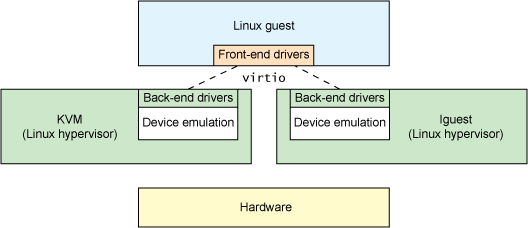 Linux guest
Front-end drivers
virtio
Back-end drivers
Device emulation
KVM
(Linux hypervisor)
Back-end drivers
Device emulation
lguest
(Linux hypervisor)
Hardware